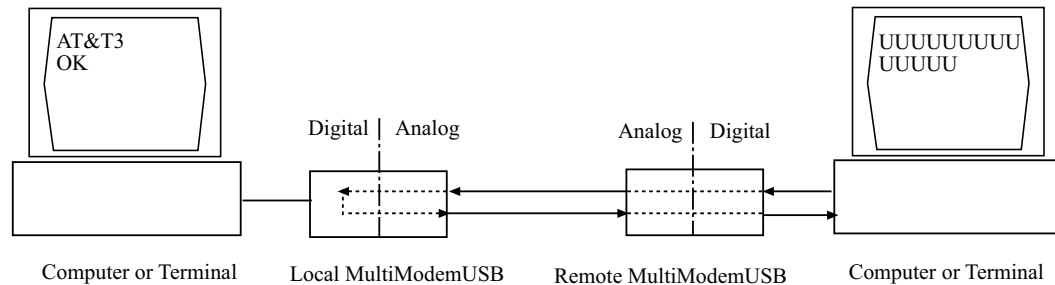 AT&T3
OK
UUUUUUUUU
UUUUU
Digital Analog
Analog Digital
Computer or Terminal
Local MultiModemUSB
Remote MultiModemUSB
Computer or Terminal